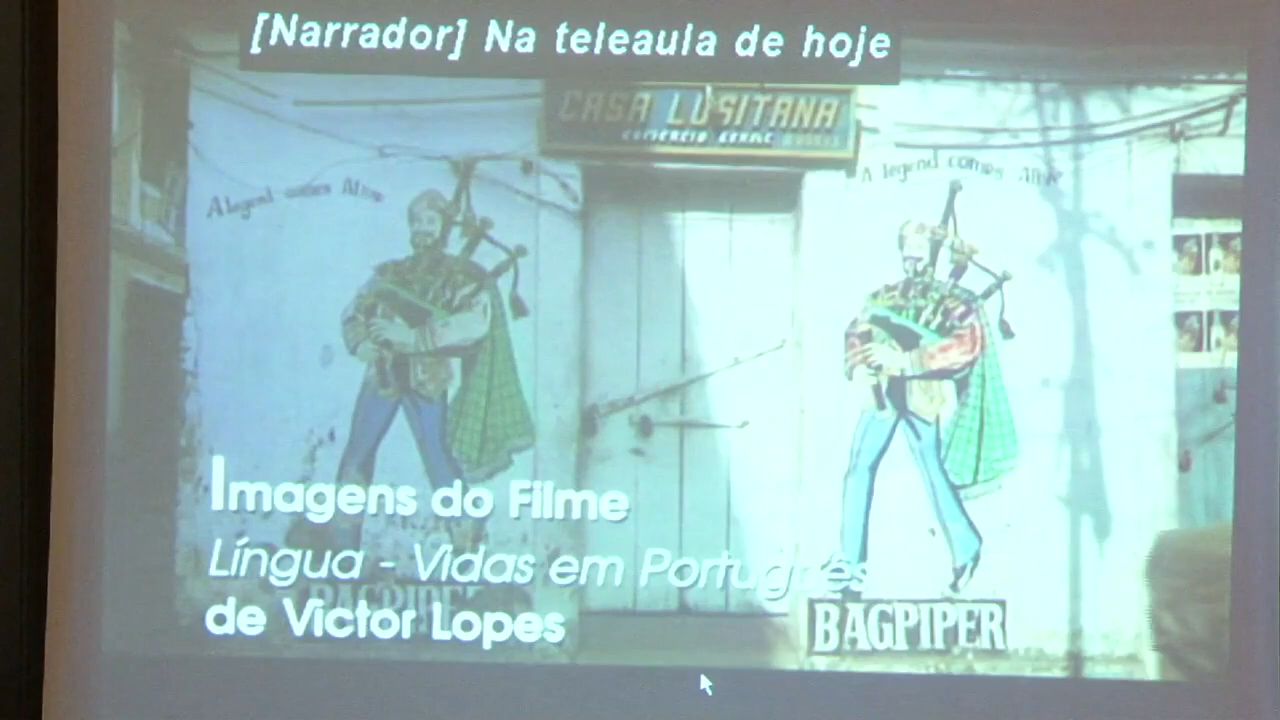 [Narrador] Na teleaula de hoje
CASA LUSITANA
A legend comes Alive
A legend comes Alive
Imagens do Filme
Língua - Vidas em Português
de Victor Lopes
BAGPIPER
BAGPIPER